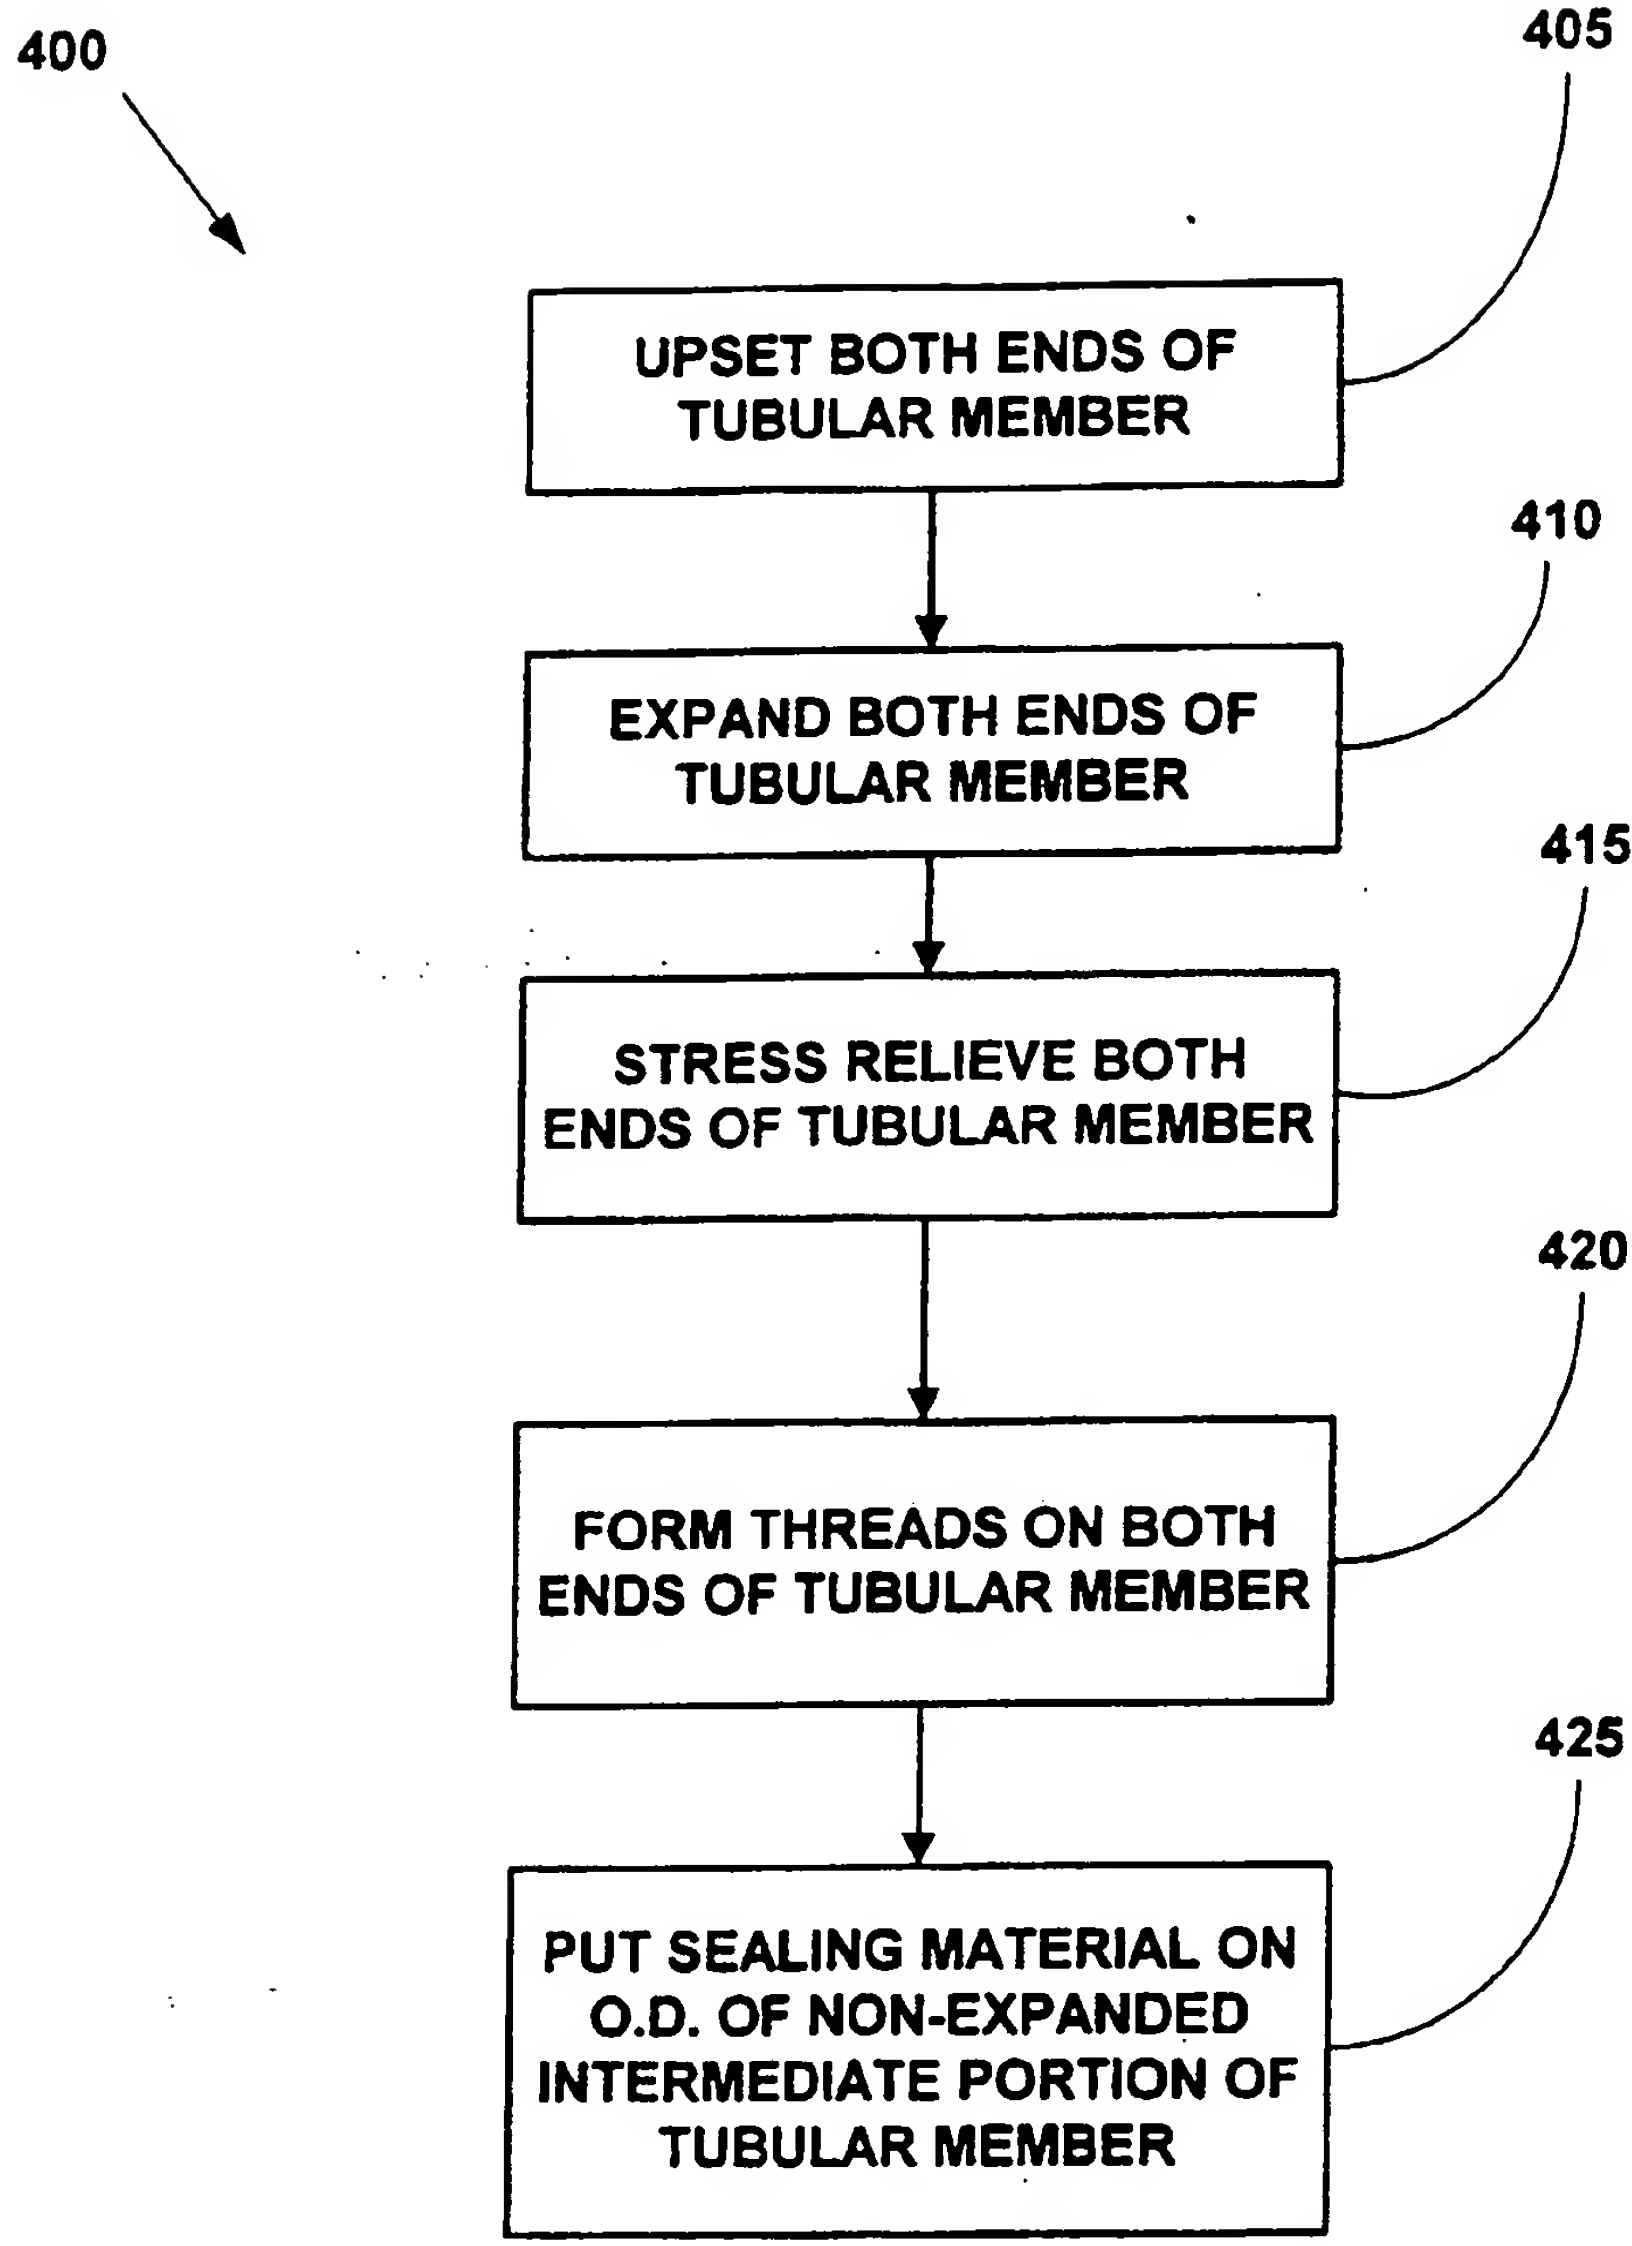 400
405
UPSET BOTH ENDS OF
TUBULAR MEMBER
410
EXPAND BOTH ENDS OF
TUBULAR MEMBER
415
STRESS RELIEVE BOTH
ENDS OF TUBULAR MEMBER
420
FORM THREADS ON BOTH
ENDS OF TUBULAR MEMBER
425
PUT SEALING MATERIAL ON
O.D. OF NON-EXPANDED
INTERMEDIATE PORTION OF
TUBULAR MEMBER